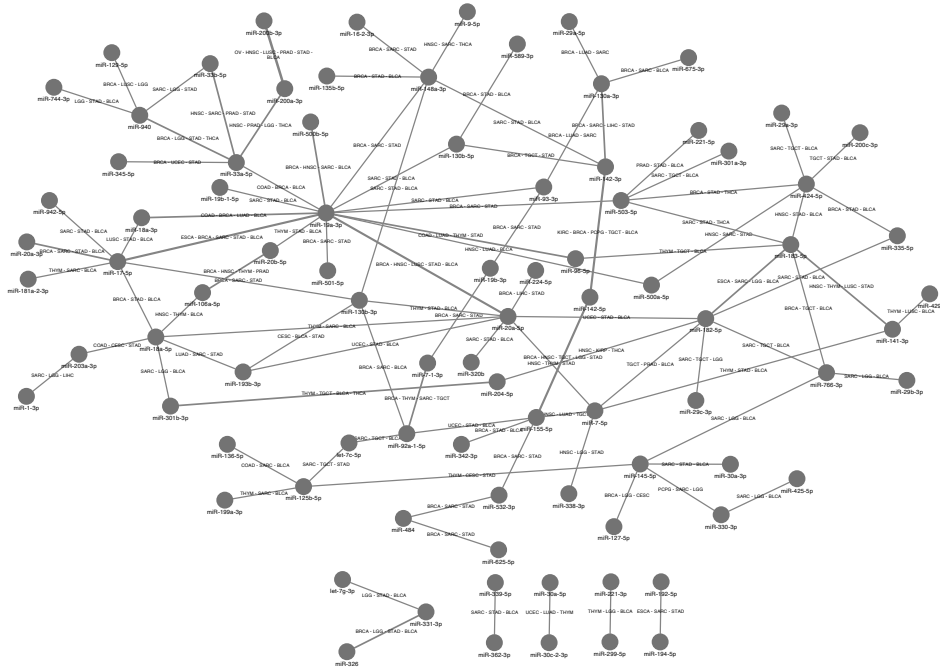 miR-9-5p
miR-200b-3p
miR-16-2-3p
HNSC - SARC - THCA
miR-29a-5p
BRCA - SARC - STAD
miR-589-3p
OV - HNSC - LUSC - PRAD - STAD -
BLCA
BRCA - LUAD - SARC
miR-129-5p
miR-33b-5p
miR-675-3p
BRCA - SARC - BLCA
BRCA - STAD - BLCA
miR-135b-5p
miR-148a-3p
miR-130a-3p
miR-744-3p
LGG - STAD - BLCA
BRCA - LUSC - LGG
SARC - LGG - STAD
miR-200a-3p
BRCA - STAD - BLCA
miR-940
HNSC - SARC - PRAD - STAD
HNSC - PRAD - LGG - THCA
miR-500b-5p
SARC - STAD - BLCA
BRCA - SARC - LIHC - STAD
miR-29a-3p
miR-221-5p
miR-200c-3p
BRCA - LGG - STAD - THCA
BRCA - SARC - STAD
miR-130b-5p
BRCA - LUAD - SARC
SARC - TGCT - BLCA
miR-301a-3p
BRCA - UCEC - STAD
miR-345-5p
miR-33a-5p
BRCA - HNSC - SARC - BLCA
BRCA - TGCT - STAD
miR-142-3p
PRAD - STAD - BLCA
SARC - TGCT - BLCA
TGCT - STAD - BLCA
miR-19b-1-5p
COAD - BRCA - BLCA
SARC - STAD - BLCA
SARC - STAD - BLCA
SARC - STAD - BLCA
miR-93-3p
BRCA - STAD - THCA
miR-424-5p
miR-942-5p
miR-503-5p
BRCA - SARC - STAD
miR-18a-3p
COAD - BRCA - LUAD - BLCA
miR-19a-3p
BRCA - STAD - BLCA
SARC - STAD - THCA
HNSC - STAD - BLCA
SARC - STAD - BLCA
THYM - STAD - BLCA
BRCA - SARC - STAD
KIRC - BRCA - PCPG - TGCT - BLCA
miR-335-5p
LUSC - STAD - BLCA
ESCA - BRCA - SARC - STAD - BLCA
BRCA - SARC - STAD
COAD - LUAD - THYM - STAD
HNSC - LUAD - BLCA
HNSC - SARC - STAD
miR-20a-3p
BRCA - SARC - STAD - BLCA
miR-20b-5p
miR-96-5p
THYM - TGCT - BLCA
miR-183-5p
miR-17-5p
THYM - SARC - BLCA
BRCA - HNSC - THYM - PRAD
BRCA - SARC - STAD
miR-501-5p
miR-19b-3p
miR-224-5p
ESCA - SARC - LGG - BLCA
SARC - STAD - BLCA
miR-181a-2-3p
miR-106a-5p
BRCA - HNSC - LUSC - STAD - BLCA
BRCA - LIHC - STAD
miR-500a-5p
HNSC - THYM - LUSC - STAD
miR-429
BRCA - STAD - BLCA
miR-130b-3p
THYM - STAD - BLCA
miR-142-5p
BRCA - TGCT - BLCA
THYM - LUSC - BLCA
HNSC - THYM - BLCA
BRCA - SARC - STAD
miR-20a-5p
UCEC - STAD - BLCA
miR-182-5p
THYM - SARC - BLCA
CESC - BLCA - STAD
miR-141-3p
miR-18a-5p
UCEC - SARC - STAD
SARC - STAD - BLCA
HNSC - KIRP - THCA
SARC - TGCT - BLCA
COAD - CESC - STAD
LUAD - SARC - STAD
BRCA - HNSC - TGCT - LGG - STAD
HNSC - THYM - STAD
SARC - TGCT - LGG
miR-203a-3p
miR-7-1-3p
miR-320b
TGCT - PRAD - BLCA
THYM - STAD - BLCA
SARC - LGG - LIHC
SARC - LGG - BLCA
miR-193b-3p
BRCA - SARC - BLCA
miR-766-3p
SARC - LGG - BLCA
THYM - TGCT - BLCA - THCA
miR-204-5p
miR-29b-3p
miR-1-3p
BRCA - THYM - SARC - TGCT
miR-29c-3p
miR-301b-3p
HNSC - LUAD - TGCT
miR-7-5p
SARC - LGG - BLCA
UCEC - STAD - BLCA
BRCA - STAD - BLCA
miR-155-5p
SARC - TGCT - BLCA
miR-92a-1-5p
miR-136-5p
let-7c-5p
miR-342-3p
HNSC - LGG - STAD
COAD - SARC - BLCA
SARC - TGCT - STAD
BRCA - SARC - STAD
SARC - STAD - BLCA
miR-30a-3p
THYM - CESC - STAD
miR-145-5p
THYM - SARC - BLCA
miR-125b-5p
PCPG - SARC - LGG
miR-425-5p
miR-199a-3p
BRCA - SARC - STAD
miR-532-3p
miR-338-3p
BRCA - LGG - CESC
SARC - LGG - BLCA
miR-484
miR-330-3p
BRCA - SARC - STAD
miR-127-5p
miR-625-5p
let-7g-3p
miR-339-5p
miR-30a-5p
miR-221-3p
miR-192-5p
LGG - STAD - BLCA
miR-331-3p
SARC - STAD - BLCA
UCEC - LUAD - THYM
THYM - LGG - BLCA
ESCA - SARC - STAD
BRCA - LGG - STAD - BLCA
miR-326
miR-362-3p
miR-30c-2-3p
miR-299-5p
miR-194-5p